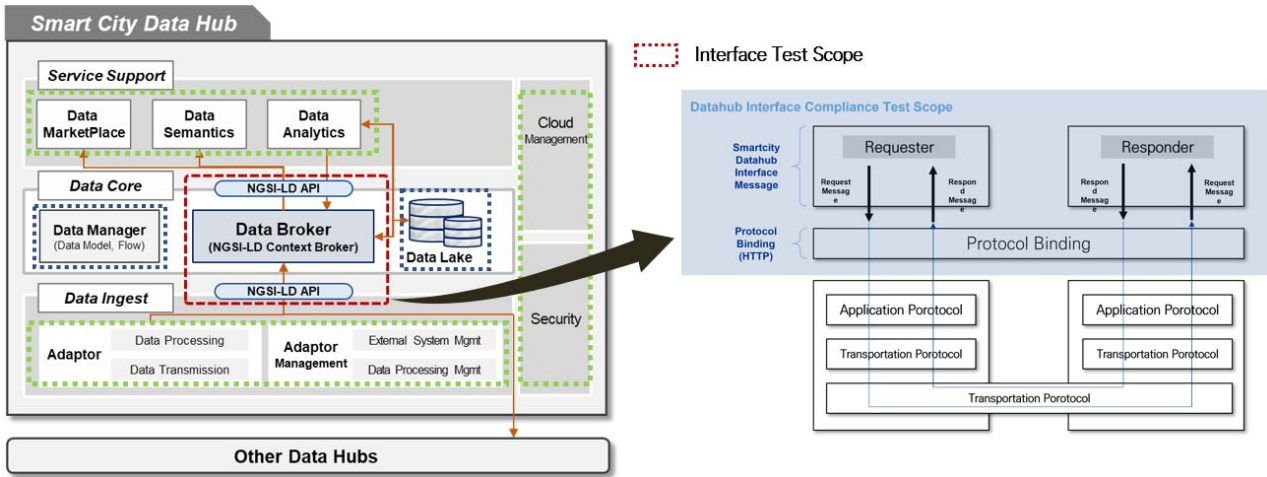 Smart City Data Hub
Service Support
Data
MarketPlace
Data
Semantics
Data
Analytics
Cloud
Management
NGSI-LD API
Data Core
Data Manager
(Data Model, Flow)
Data Broker
(NGSI-LD Context Broker)
Data Lake
NGSI-LD API
Data Ingest
Security
Adaptor
Data Processing
Data Transmission
Adaptor
Management
External System Mgmt
Data Processing Mgmt
Other Data Hubs
Interface Test Scope
Datahub Interface Compliance Test Scope
Smartcity
Datahub
Interface
Message
Requester
Request
Messag
e
Respon
d
Messag
e
Responder
Respon
d
Messag
e
Request
Messag
e
Protocol
Binding
(HTTP)
Protocol Binding
Application Porotocol
Transportation Porotocol
Application Porotocol
Transportation Porotocol
Transportation Porotocol